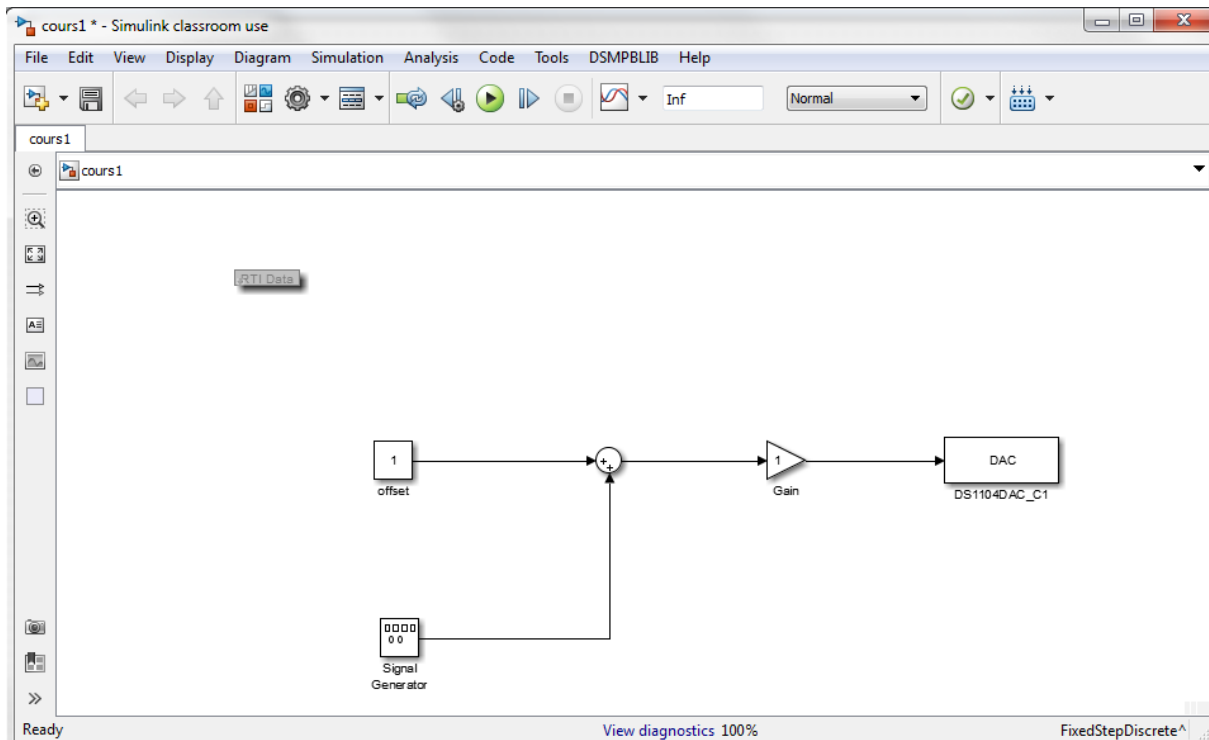 cours1 * - Simulink classroom use
File Edit View Display Diagram Simulation Analysis Code Tools DSMPBLIB Help
Inf Normal
cours1
cours1
RTI Data
1
offset
1
Gain
DAC
DS1104DAC_C1
Signal
Generator
Ready View diagnostics 100% FixedStepDiscrete^